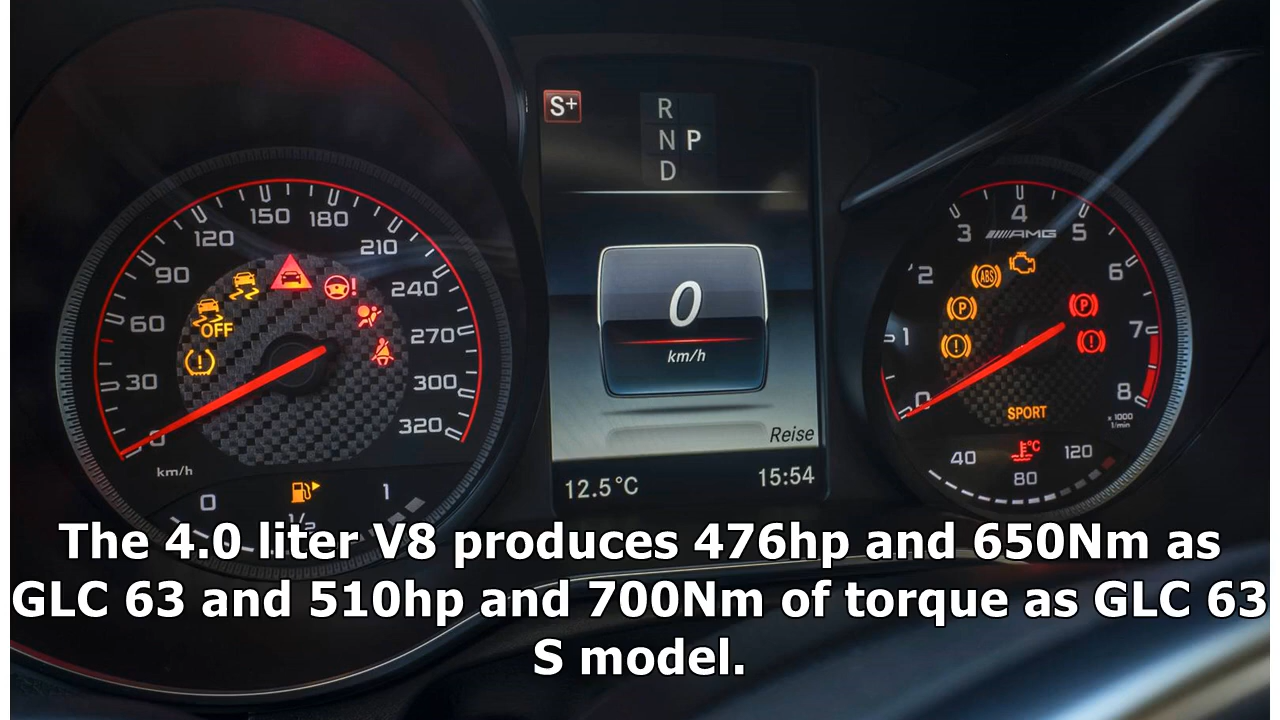 S+
R
N P
D
0
km/h
Reise
12.5°C
15:54
0
30
60
90
120
150
180
210
240
270
300
320
km/h
OFF
0
1/2
1
0
1
2
3
4
5
6
7
8
AMG
ABS
P
P
SPORT
x 1000
1/min
°C
40
80
120
The 4.0 liter V8 produces 476hp and 650Nm as
GLC 63 and 510hp and 700Nm of torque as GLC 63
S model.